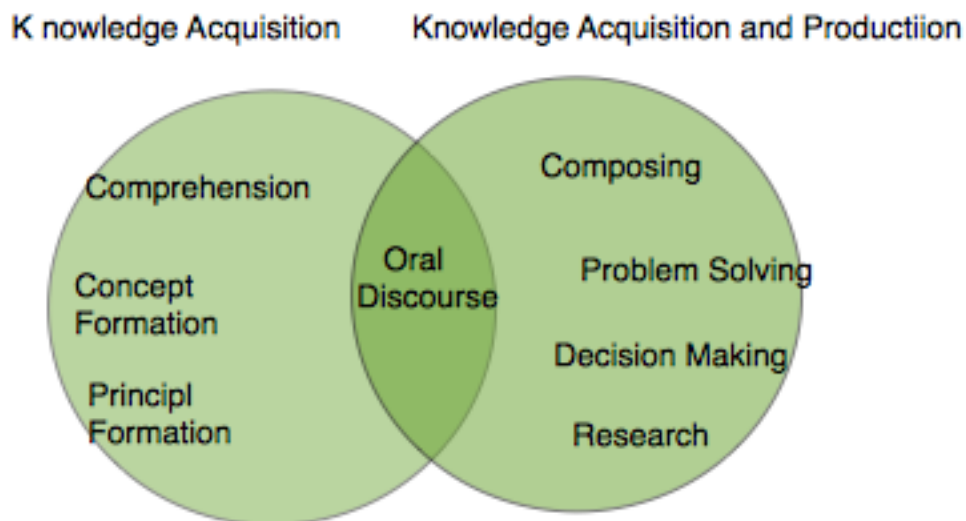 K nowledge Acquisition
Knowledge Acquisition and Productiion
Comprehension
Concept
Formation
Principl
Formation
Oral
Discourse
Composing
Problem Solving
Decision Making
Research